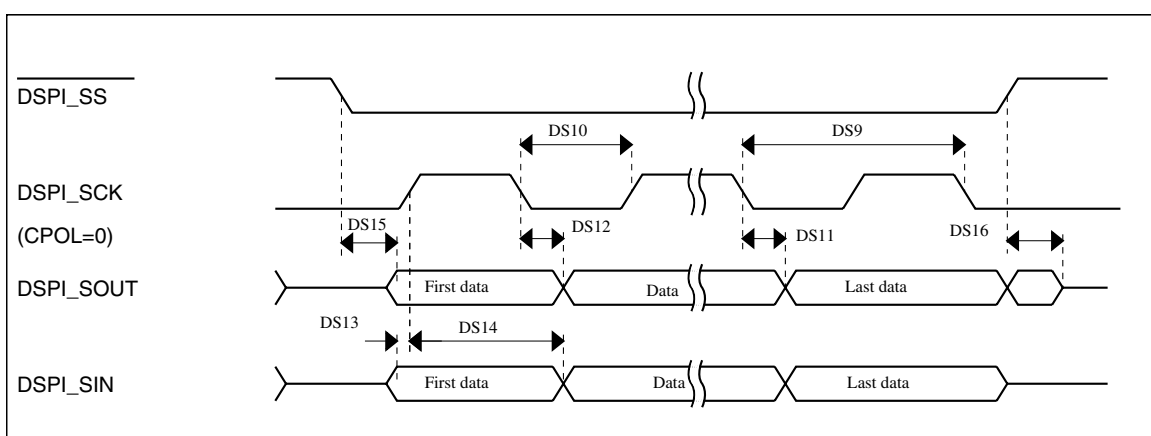 DSPI_SS
DS10
DS9
DSPI_SCK
DS15
DS12
DS11
DS16
(CPOL=0)
DSPI_SOUT
First data
Data
Last data
DS13
DS14
DSPI_SIN
First data
Data
Last data